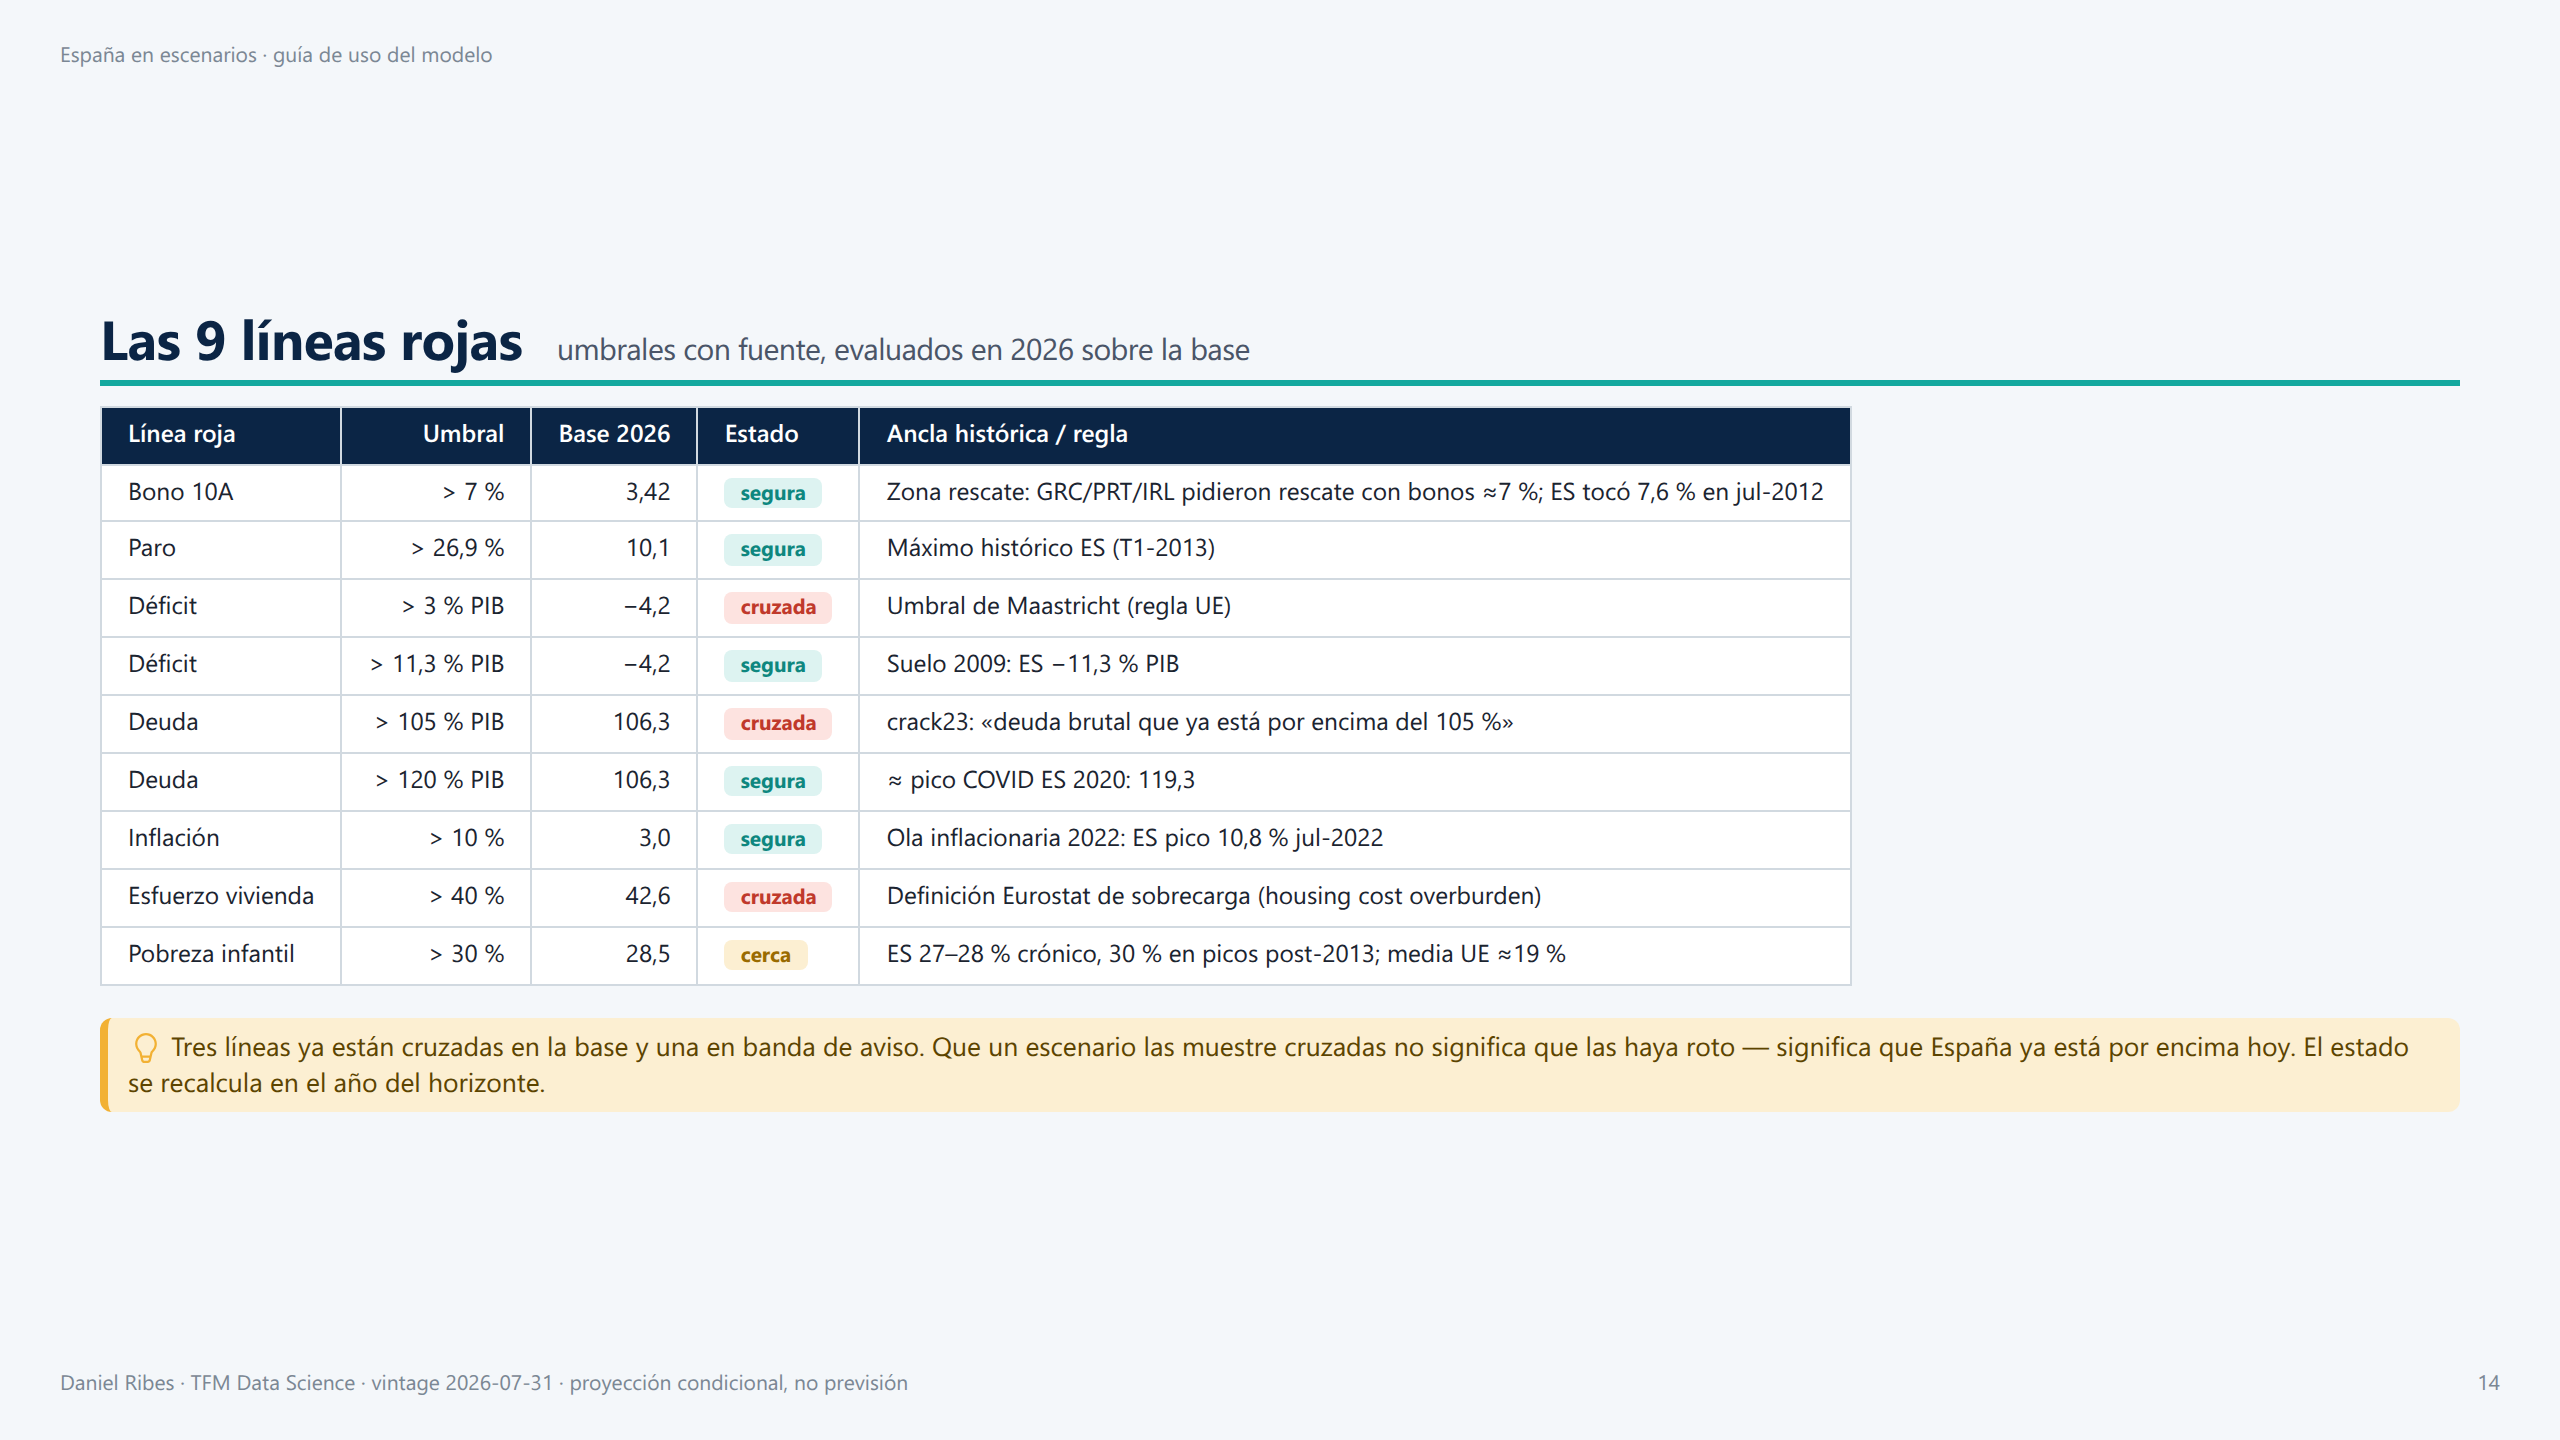 España en escenarios · guía de uso del modelo
Las 9 líneas rojas umbrales con fuente, evaluados en 2026 sobre la base
Línea roja Umbral Base 2026 Estado Ancla histórica / regla
Bono 10A > 7 % 3,42 segura Zona rescate: GRC/PRT/IRL pidieron rescate con bonos ≈7 %; ES tocó 7,6 % en jul-2012
Paro > 26,9 % 10,1 segura Máximo histórico ES (T1-2013)
Déficit > 3 % PIB −4,2 cruzada Umbral de Maastricht (regla UE)
Déficit > 11,3 % PIB −4,2 segura Suelo 2009: ES −11,3 % PIB
Deuda > 105 % PIB 106,3 cruzada crack23: «deuda brutal que ya está por encima del 105 %»
Deuda > 120 % PIB 106,3 segura ≈ pico COVID ES 2020: 119,3
Inflación > 10 % 3,0 segura Ola inflacionaria 2022: ES pico 10,8 % jul-2022
Esfuerzo vivienda > 40 % 42,6 cruzada Definición Eurostat de sobrecarga (housing cost overburden)
Pobreza infantil > 30 % 28,5 cerca ES 27–28 % crónico, 30 % en picos post-2013; media UE ≈19 %
Tres líneas ya están cruzadas en la base y una en banda de aviso. Que un escenario las muestre cruzadas no significa que las haya roto — significa que España ya está por encima hoy. El estado
se recalcula en el año del horizonte.
Daniel Ribes · TFM Data Science · vintage 2026-07-31 · proyección condicional, no previsión
14